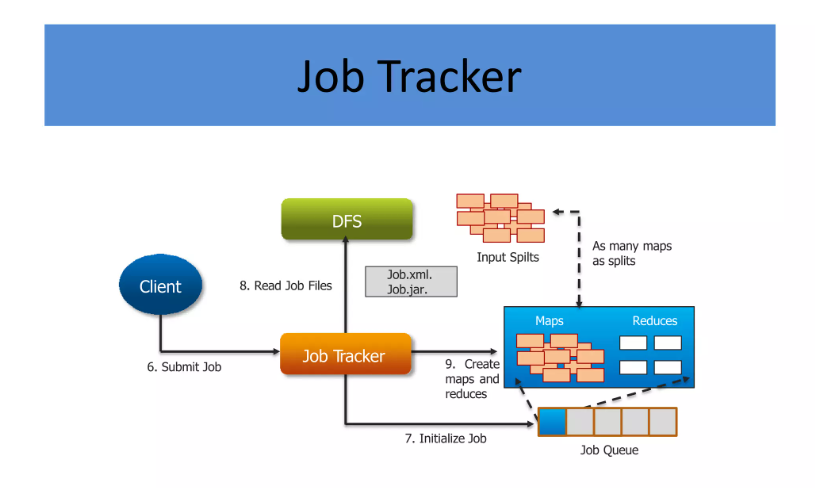 Job Tracker
DFS
Input Spilts
As many maps
as splits
Client
8. Read Job Files
Job.xml.
Job.jar.
Maps
Reduces
Job Tracker
6. Submit Job
9. Create
maps and
reduces
7. Initialize Job
Job Queue